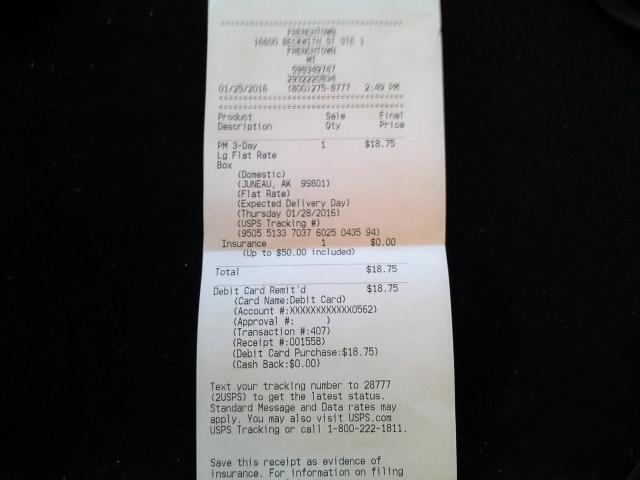 FRENCHTOWN
16600 BECKWITH ST STE 1
FRENCHTOWN
MT
598349747
2932220834
01/25/2016 (800)275-8777 2:49 PM
Product Sale Final
Description Qty Price
PM 3-Day 1 $18.75
Lg Flat Rate
Box
(Domestic)
(JUNEAU, AK 99801)
(Flat Rate)
(Expected Delivery Day)
(Thursday 01/28/2016)
(USPS Tracking #)
(9505 5133 7037 6025 0435 94)
Insurance 1 $0.00
(Up to $50.00 included)
Total $18.75
Debit Card Remit'd $18.75
(Card Name:Debit Card)
(Account #:XXXXXXXXXXXX0562)
(Approval #: )
(Transaction #:407)
(Receipt #:001558)
(Debit Card Purchase:$18.75)
(Cash Back:$0.00)
Text your tracking number to 28777
(2USPS) to get the latest status.
Standard Message and Data rates may
apply. You may also visit USPS.com
USPS Tracking or call 1-800-222-1811.
Save this receipt as evidence of
insurance. For information on filing